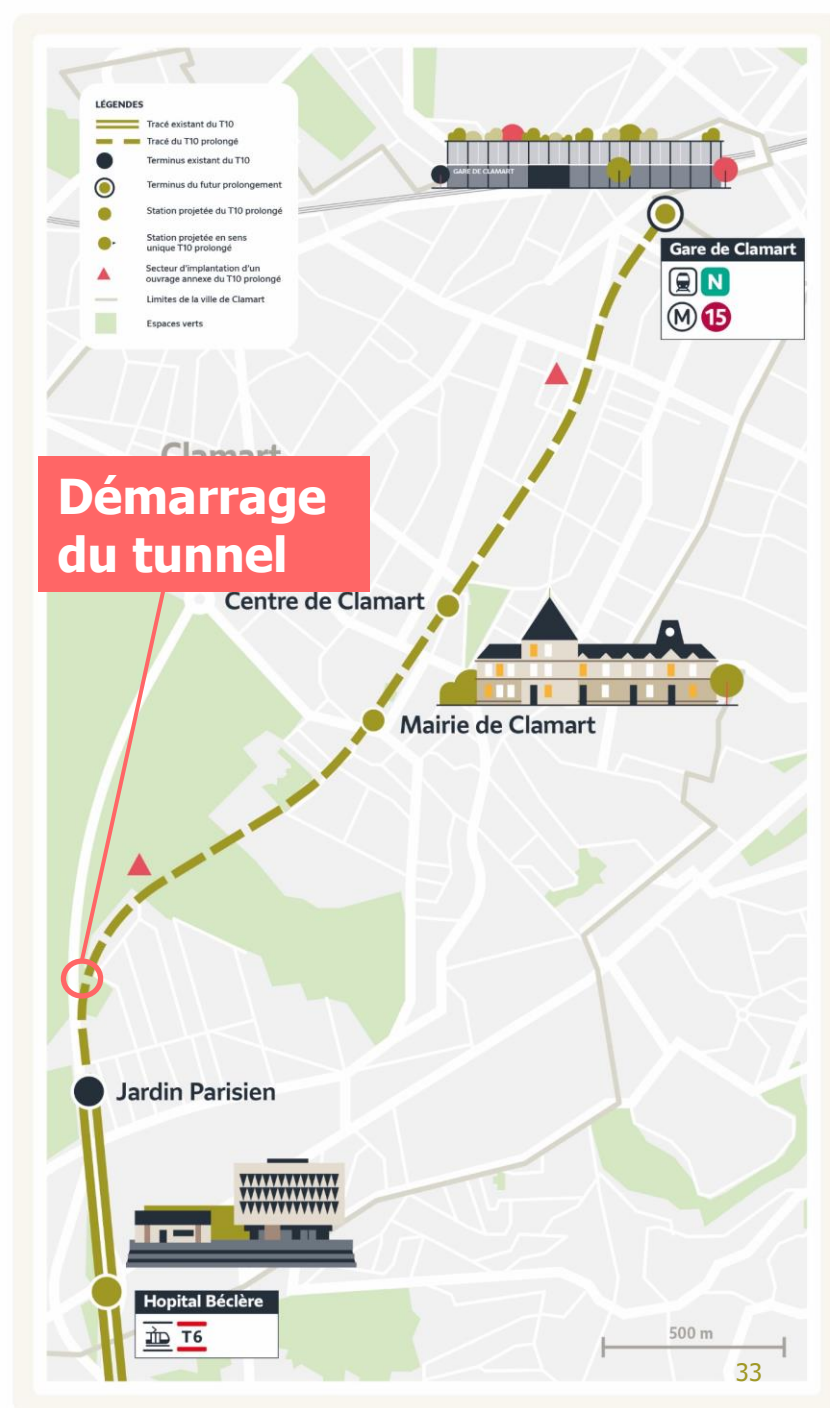 LÉGENDES
Tracé existant du T10
Tracé du T10 prolongé
Terminus existant du T10
Terminus du futur prolongement
Station projetée du T10 prolongé
Station projetée en sens
unique T10 prolongé
Secteur d'implantation d'un
ouvrage annexe du T10 prolongé
Limites de la ville de Clamart
Espaces verts
GARE DE CLAMART
Gare de Clamart
N
M 15
Clamart
Démarrage
du tunnel
Centre de Clamart
Mairie de Clamart
Jardin Parisien
Hopital Béclère
T6
500 m
33